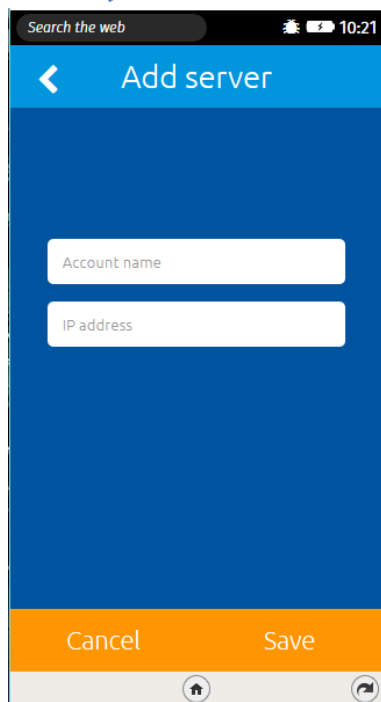 Search the web
10:21
Add server
Account name
IP address
Cancel
Save